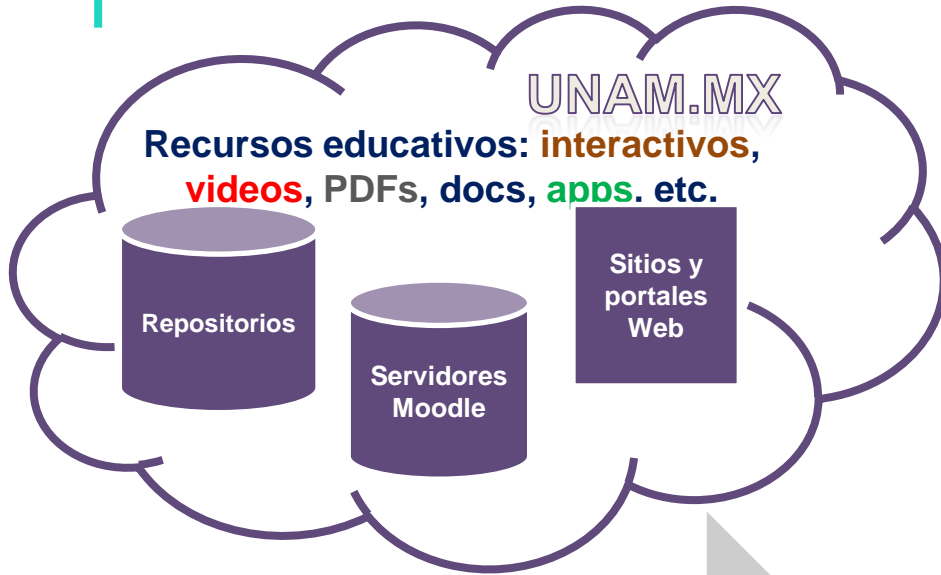 UNAM.MX
Recursos educativos: interactivos,
videos, PDFs, docs, apps. etc.
Repositorios
Servidores
Moodle
Sitios y
portales
Web